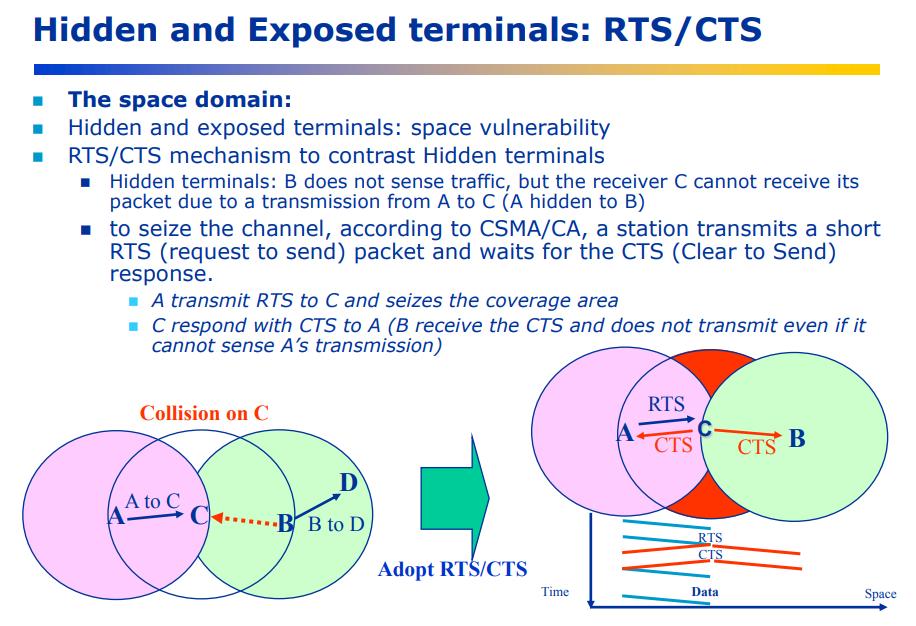 Hidden and Exposed terminals: RTS/CTS
The space domain:
Hidden and exposed terminals: space vulnerability
RTS/CTS mechanism to contrast Hidden terminals
Hidden terminals: B does not sense traffic, but the receiver C cannot receive its
packet due to a transmission from A to C (A hidden to B)
to seize the channel, according to CSMA/CA, a station transmits a short
RTS (request to send) packet and waits for the CTS (Clear to Send)
response.
A transmit RTS to C and seizes the coverage area
C respond with CTS to A (B receive the CTS and does not transmit even if it
cannot sense A’s transmission)
Collision on C
A
A to C
C
B
D
B to D
Adopt RTS/CTS
RTS
A
C
B
CTS
CTS
RTS
CTS
Time
Data
Space